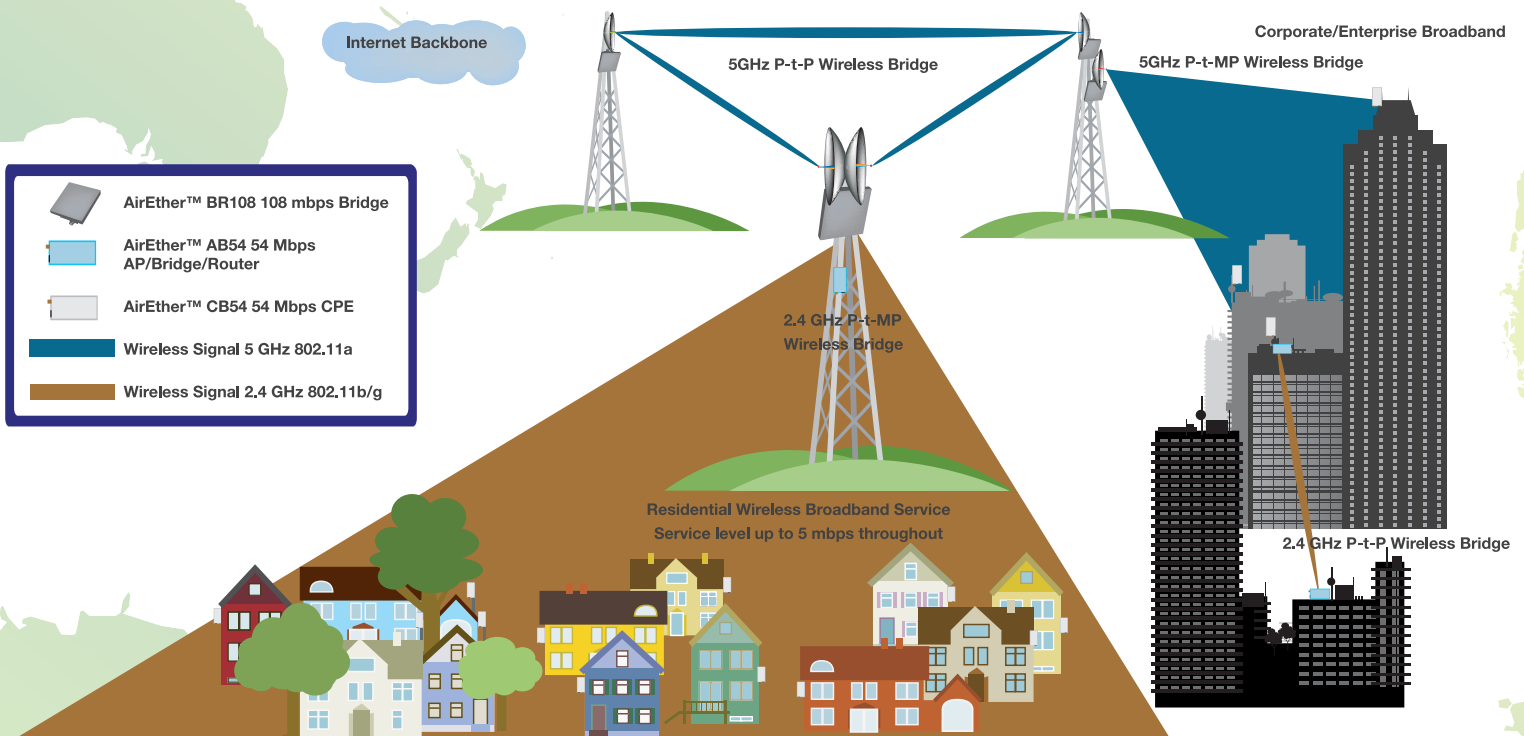 Internet Backbone
5GHz P-t-P Wireless Bridge
Corporate/Enterprise Broadband
5GHz P-t-MP Wireless Bridge
AirEther™ BR108 108 mbps Bridge
AirEther™ AB54 54 Mbps
AP/Bridge/Router
AirEther™ CB54 54 Mbps CPE
Wireless Signal 5 GHz 802.11a
Wireless Signal 2.4 GHz 802.11b/g
2.4 GHz P-t-MP
Wireless Bridge
Residential Wireless Broadband Service
Service level up to 5 mbps throughout
2.4 GHz P-t-P Wireless Bridge